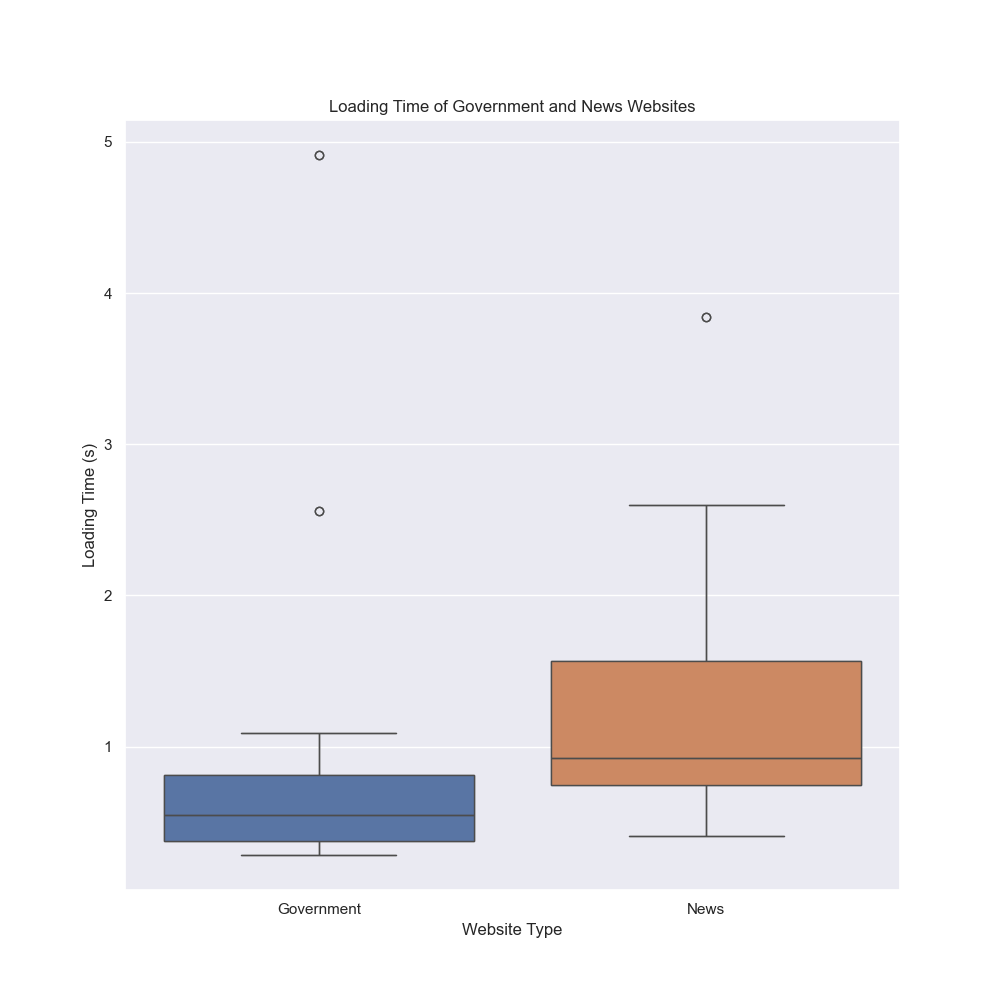 Loading Time of Government and News Websites
5
4
3
2
1
Loading Time (s)
Government
News
Website Type